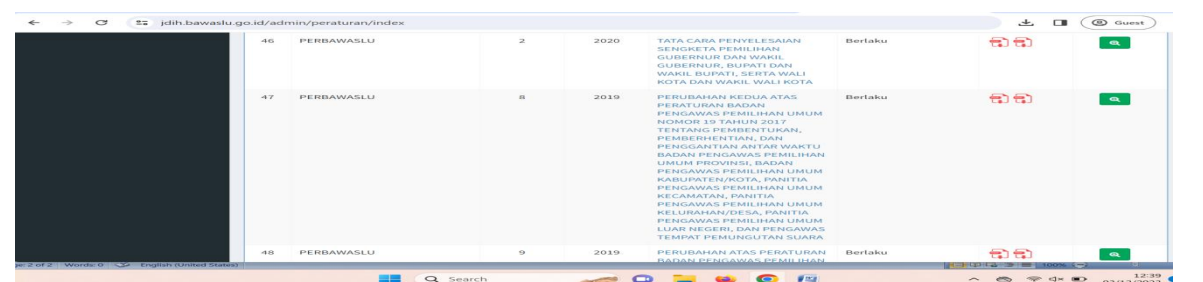 jdih.bawaslu.go.id/admin/peraturan/index
Guest
46 PERBAWASLU 2 2020 TATA CARA PENYELESAIAN Berlaku
SENGKETA PEMILIHAN
GUBERNUR DAN WAKIL
GUBERNUR, BUPATI DAN
WAKIL BUPATI, SERTA WALI
KOTA DAN WAKIL WALI KOTA
47 PERBAWASLU 8 2019 PERUBAHAN KEDUA ATAS Berlaku
PERATURAN BADAN
PENGAWAS PEMILIHAN UMUM
NOMOR 19 TAHUN 2017
TENTANG PEMBENTUKAN,
PEMBERHENTIAN, DAN
PENGGANTIAN ANTAR WAKTU
BADAN PENGAWAS PEMILIHAN
UMUM PROVINSI, BADAN
PENGAWAS PEMILIHAN UMUM
KABUPATEN/KOTA, PANITIA
PENGAWAS PEMILIHAN UMUM
KECAMATAN, PANITIA
PENGAWAS PEMILIHAN UMUM
KELURAHAN/DESA, PANITIA
PENGAWAS PEMILIHAN UMUM
LUAR NEGERI, DAN PENGAWAS
TEMPAT PEMUNGUTAN SUARA
48 PERBAWASLU 9 2019 PERUBAHAN ATAS PERATURAN Berlaku
BADAN PENGAWAS PEMILIHAN
2 of 2 Words: 0 English (United States) 100%
Search 12:39